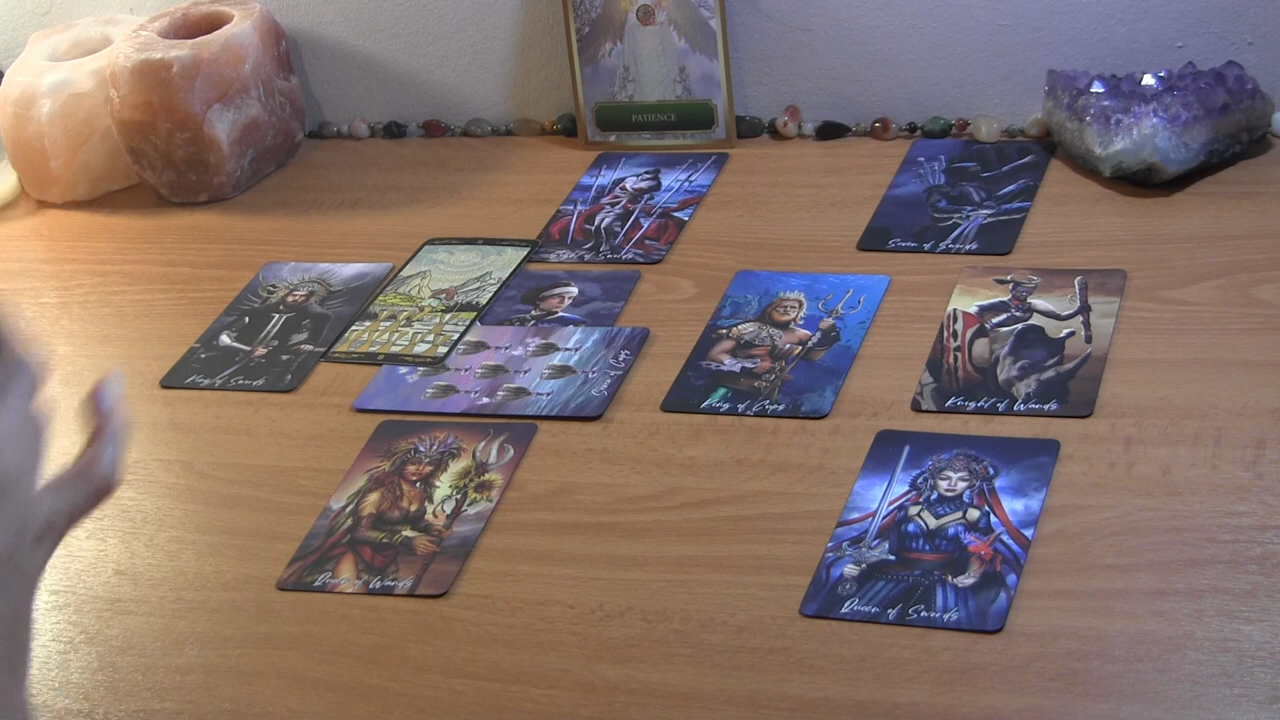 PATIENCE
Eight of Swords
Seven of Swords
King of Swords
Seven of Cups
King of Cups
Knight of Wands
Queen of Wands
Queen of Swords